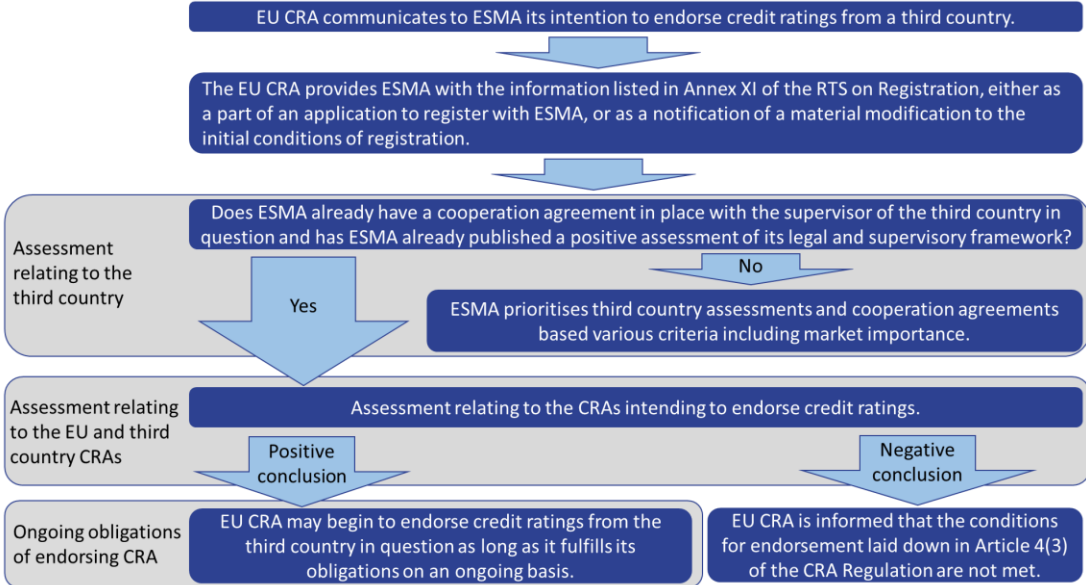 EU CRA communicates to ESMA its intention to endorse credit ratings from a third country.
The EU CRA provides ESMA with the information listed in Annex XI of the RTS on Registration, either as
a part of an application to register with ESMA, or as a notification of a material modification to the
initial conditions of registration.
Assessment
relating to the
third country
Does ESMA already have a cooperation agreement in place with the supervisor of the third country in
question and has ESMA already published a positive assessment of its legal and supervisory framework?
Yes
No
ESMA prioritises third country assessments and cooperation agreements
based various criteria including market importance.
Assessment relating
to the EU and third
country CRAs
Assessment relating to the CRAs intending to endorse credit ratings.
Positive
conclusion
Negative
conclusion
Ongoing obligations
of endorsing CRA
EU CRA may begin to endorse credit ratings from the
third country in question as long as it fulfills its
obligations on an ongoing basis.
EU CRA is informed that the conditions
for endorsement laid down in Article 4(3)
of the CRA Regulation are not met.